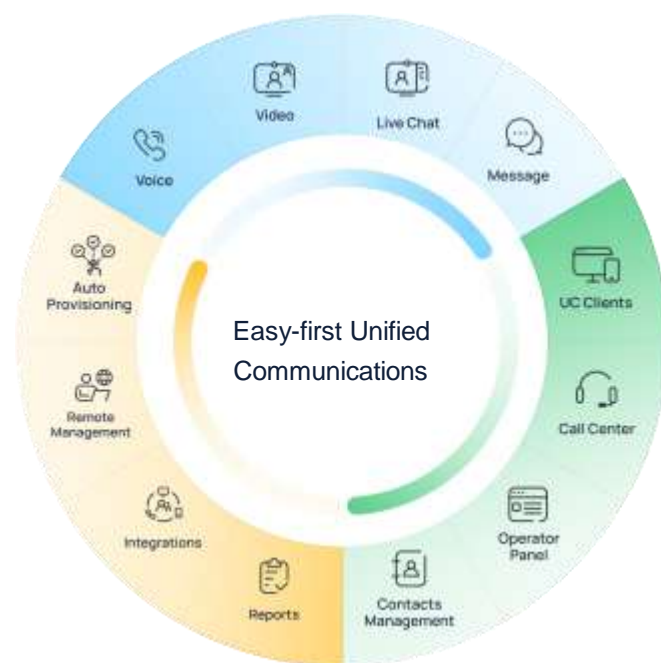 Video
Live Chat
Voice
Message
Auto
Provisioning
UC Clients
Easy-first Unified
Communications
Remote
Management
Call Center
Integrations
Operator
Panel
Reports
Contacts
Management